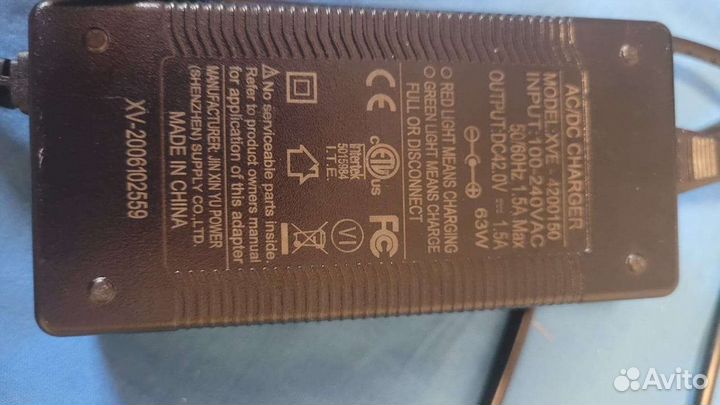 AC/DC CHARGER
MODEL:XVE - 4200150
INPUT:100-240VAC
50/60Hz, 1.5A Max
OUTPUT:DC42.0V ⎓ 1.5A
63W
○ RED LIGHT MEANS CHARGING
○ GREEN LIGHT MEANS CHARGE
FULL OR DISCONNECT
CE
c ETL US
Intertek
5015984
I.T.E.
FC
VI
⚠No serviceable parts inside.
Refer to product owners manual
for application of this adapter.
MANUFACTURER: JIN XIN YU POWER
(SHENZHEN) SUPPLY CO.,LTD.
MADE IN CHINA
XV-2006102559
Avito